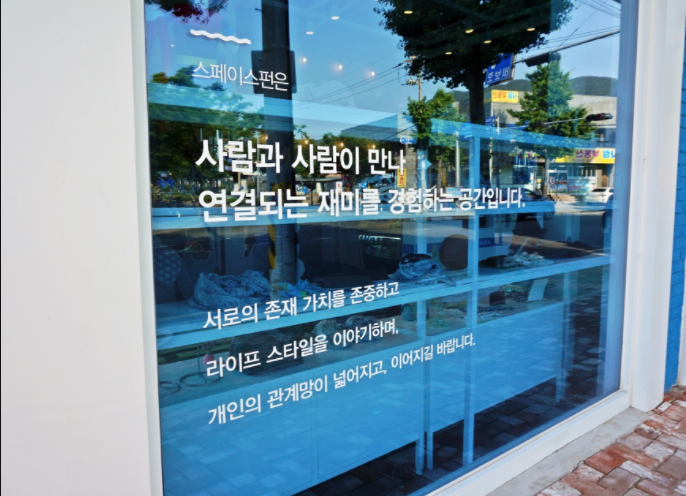 스페이스펀은
사람과 사람이 만나
연결되는 재미를 경험하는 공간입니다.
서로의 존재 가치를 존중하고
라이프 스타일을 이야기하며,
개인의 관계망이 넓어지고, 이어지길 바랍니다.